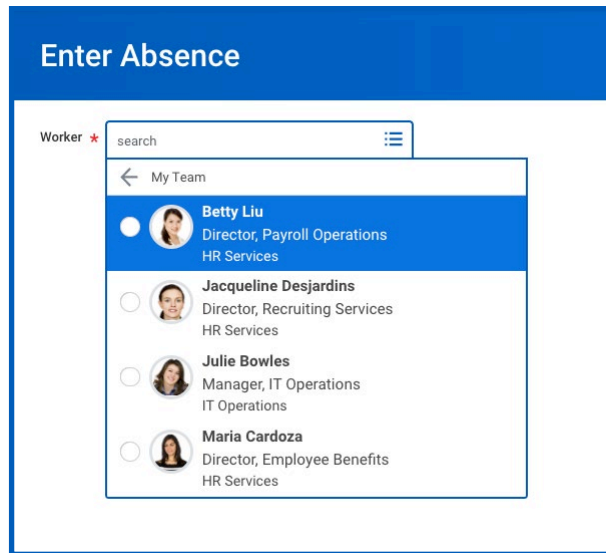 Enter Absence
Worker *
search
My Team
Betty Liu
Director, Payroll Operations
HR Services
Jacqueline Desjardins
Director, Recruiting Services
HR Services
Julie Bowles
Manager, IT Operations
IT Operations
Maria Cardoza
Director, Employee Benefits
HR Services